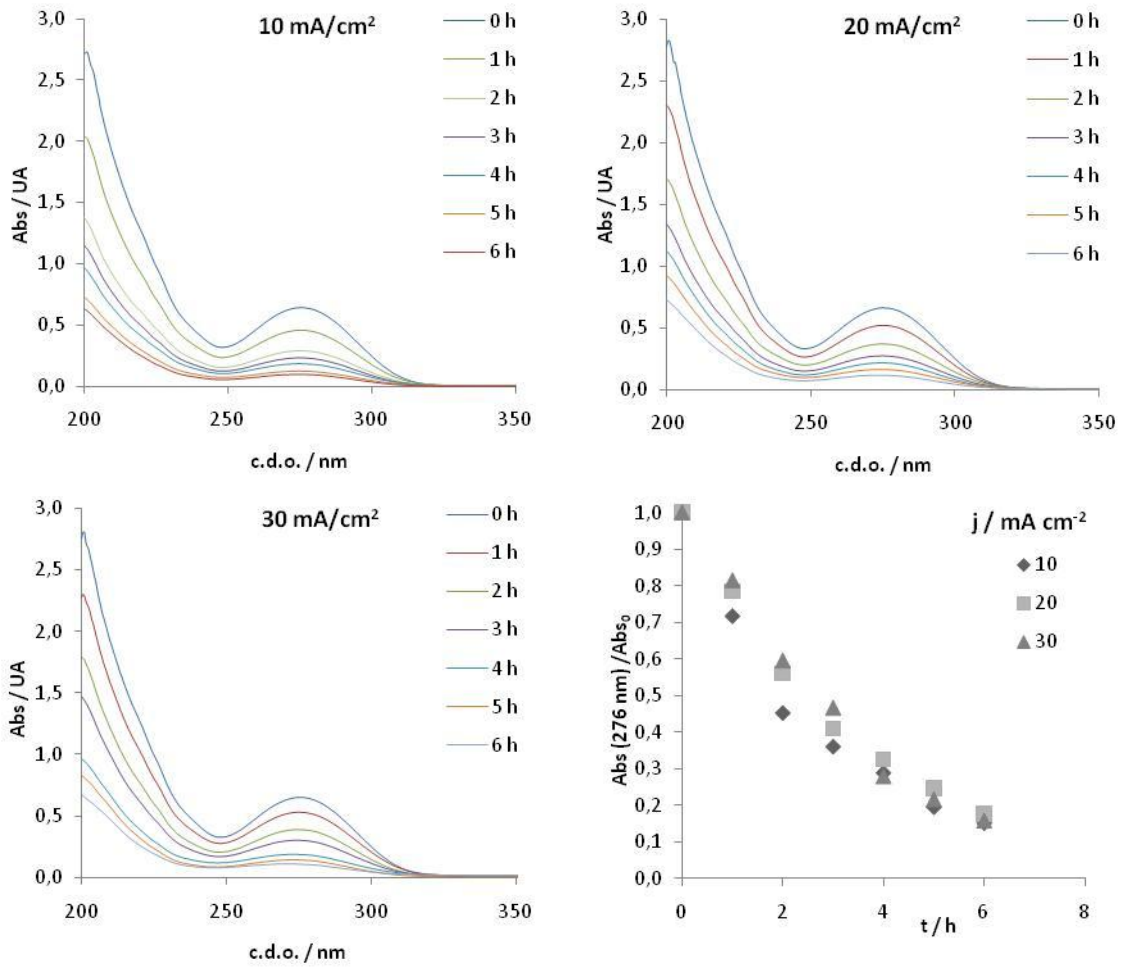 10 mA/cm²
3,0
2,5
2,0
1,5
1,0
0,5
0,0
Abs / UA
200
250
300
350
c.d.o. / nm
0 h
1 h
2 h
3 h
4 h
5 h
6 h
20 mA/cm²
3,0
2,5
2,0
1,5
1,0
0,5
0,0
Abs / UA
200
250
300
350
c.d.o. / nm
0 h
1 h
2 h
3 h
4 h
5 h
6 h
30 mA/cm²
3,0
2,5
2,0
1,5
1,0
0,5
0,0
Abs / UA
200
250
300
350
c.d.o. / nm
0 h
1 h
2 h
3 h
4 h
5 h
6 h
1,0
0,9
0,8
0,7
0,6
0,5
0,4
0,3
0,2
0,1
0,0
Abs (276 nm) /Abs₀
0
2
4
6
8
t / h
j / mA cm⁻²
10
20
30